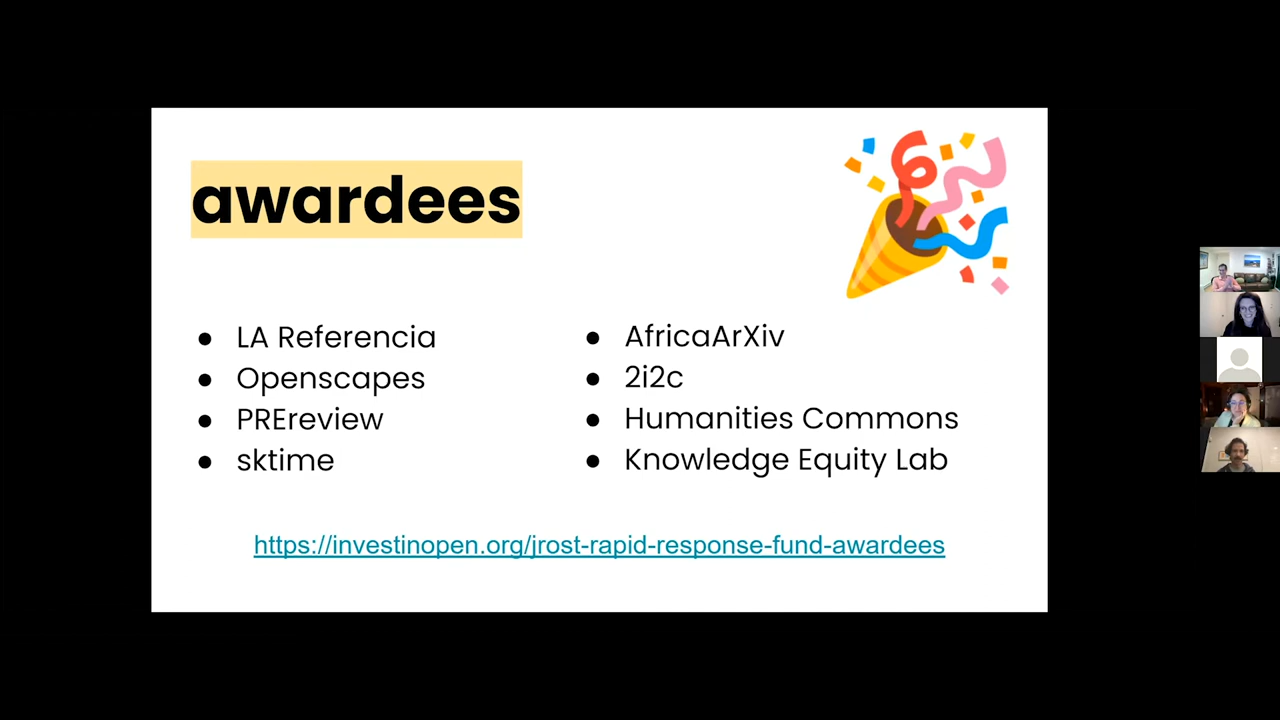 awardees
● LA Referencia
● Openscapes
● PREreview
● sktime
● AfricaArXiv
● 2i2c
● Humanities Commons
● Knowledge Equity Lab
https://investinopen.org/jrost-rapid-response-fund-awardees